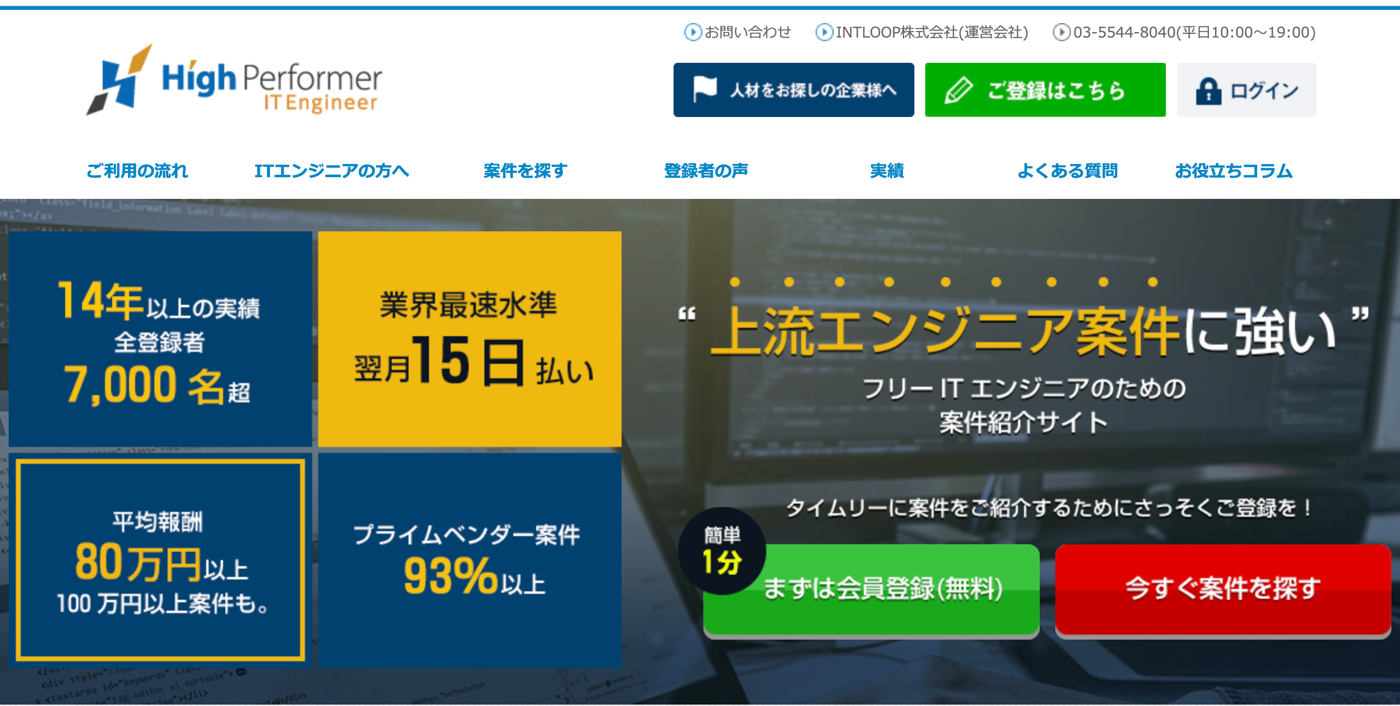 お問い合わせ
INTLOOP株式会社(運営会社)
03-5544-8040(平日10:00～19:00)
High Performer
ITEngineer
人材をお探しの企業様へ
ご登録はこちら
ログイン
ご利用の流れ
ITエンジニアの方へ
案件を探す
登録者の声
実績
よくある質問
お役立ちコラム
14年以上の実績
全登録者
7,000 名超
業界最速水準
翌月15日払い
平均報酬
80万円以上
100 万円以上案件も。
プライムベンダー案件
93%以上
“上流エンジニア案件に強い”
フリー IT エンジニアのための
案件紹介サイト
タイムリーに案件をご紹介するためにさっそくご登録を！
簡単
1分
まずは会員登録(無料)
今すぐ案件を探す